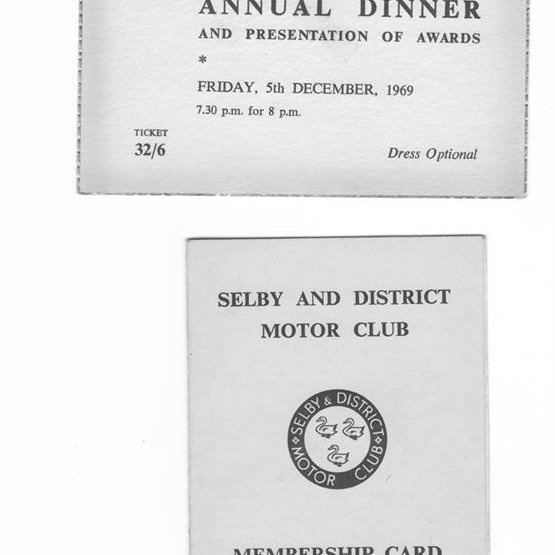 ANNUAL DINNER
AND PRESENTATION OF AWARDS
*
FRIDAY, 5th DECEMBER, 1969
7.30 p.m. for 8 p.m.
TICKET
32/6
Dress Optional
SELBY AND DISTRICT
MOTOR CLUB
SELBY & DISTRICT
MOTOR CLUB
MEMBERSHIP CARD